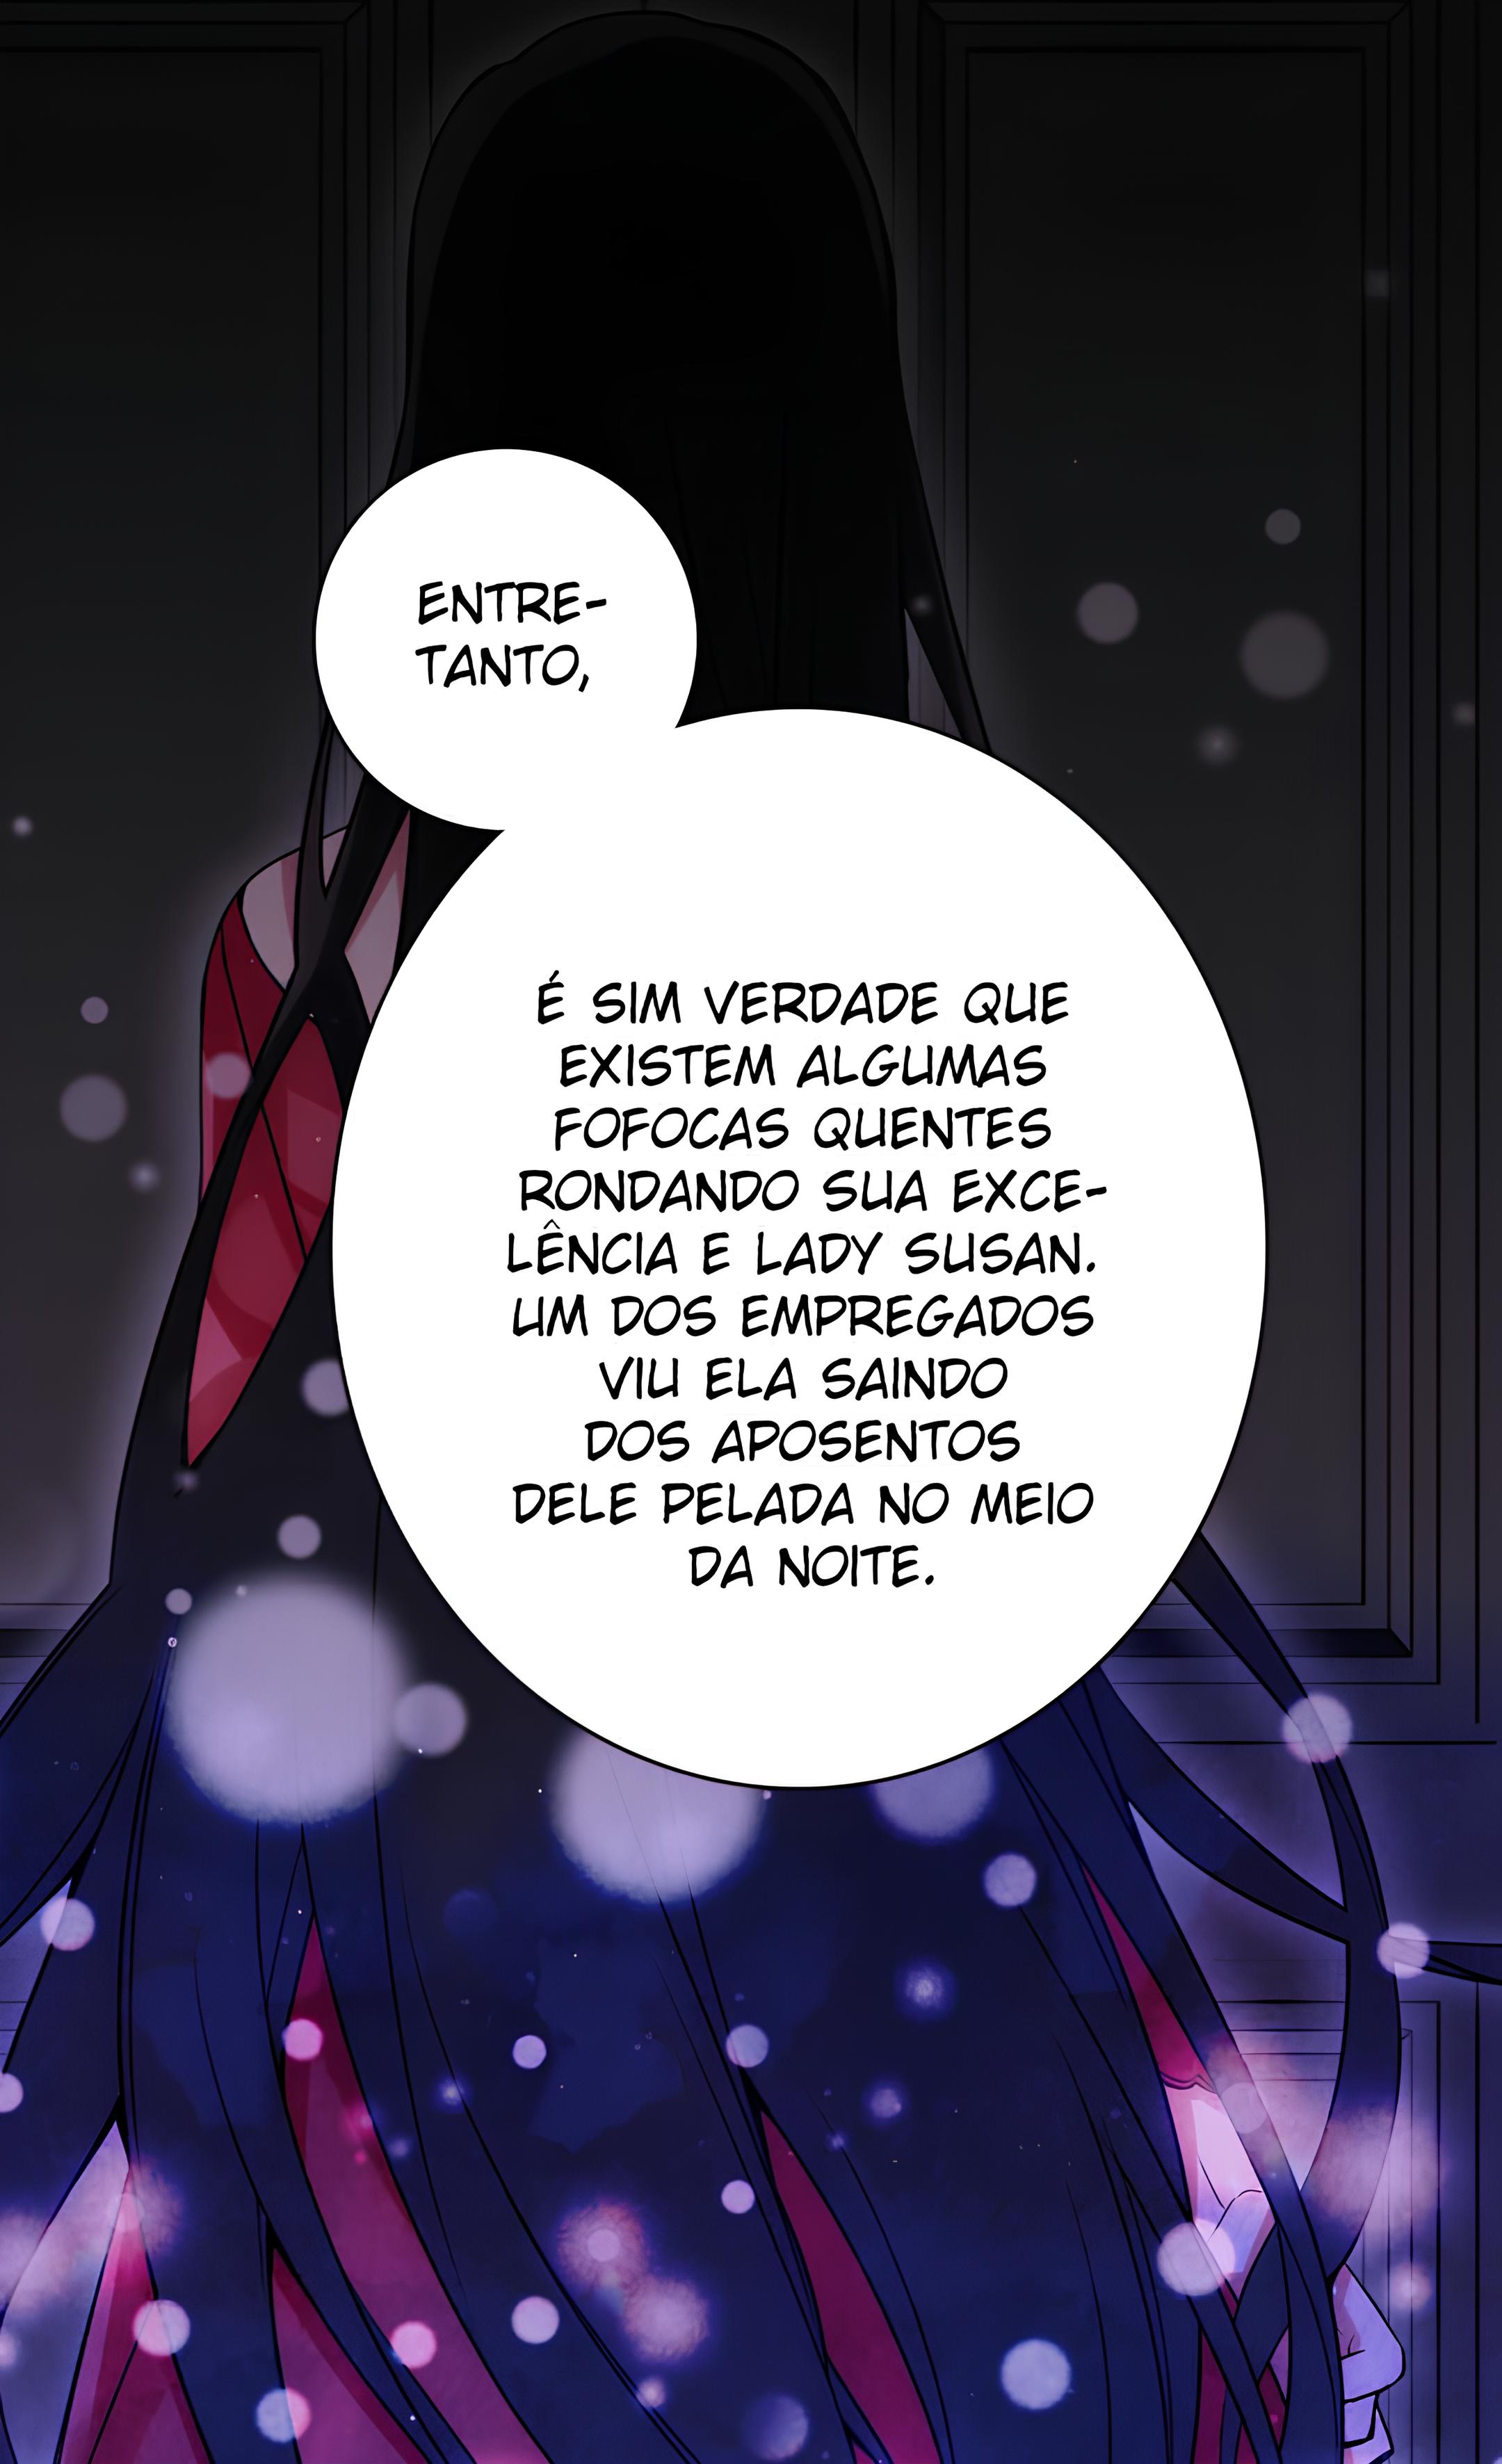 ENTRE-
TANTO,
É SIM VERDADE QUE
EXISTEM ALGUMAS
FOFOCAS QUENTES
RONDANDO SUA EXCE-
LÊNCIA E LADY SUSAN.
UM DOS EMPREGADOS
VIU ELA SAINDO
DOS APOSENTOS
DELE PELADA NO MEIO
DA NOITE.